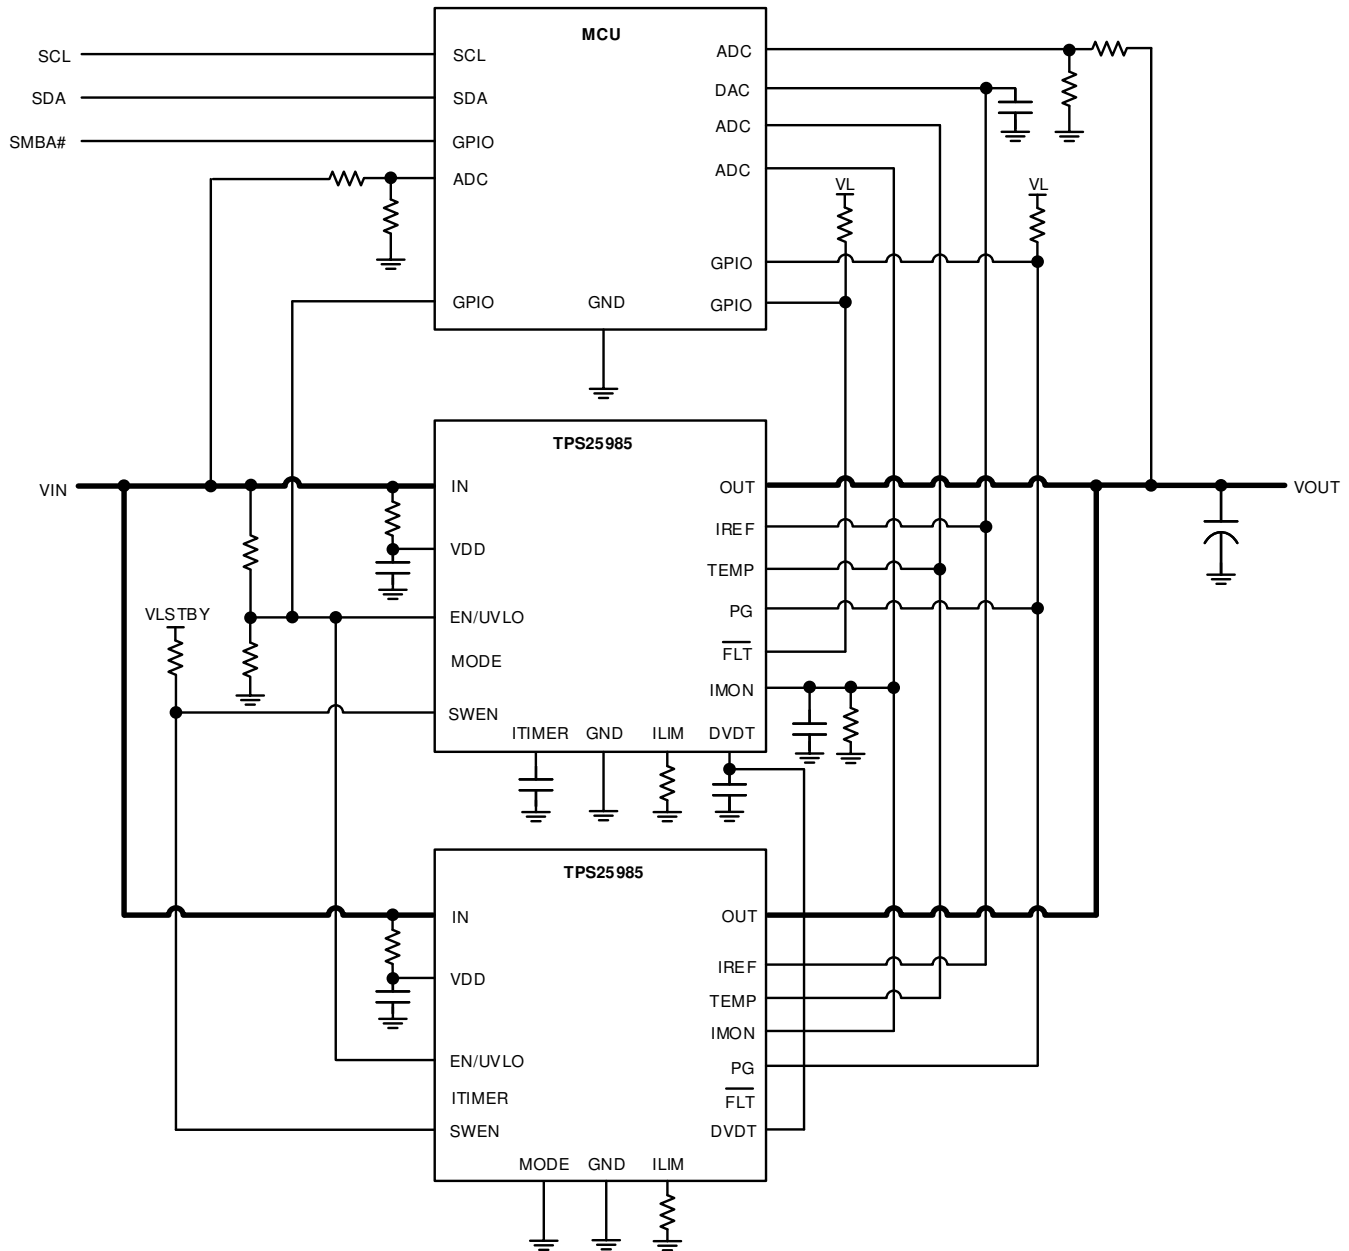 MCU
SCL
SCL
ADC
SDA
SDA
DAC
SMBA#
GPIO
ADC
ADC
ADC
VL
VL
GPIO
GPIO
GND
GPIO
TPS25985
VIN
IN
OUT
VOUT
IREF
VDD
TEMP
VLSTBY
EN/UVLO
PG
MODE
FLT
IMON
SWEN
ITIMER
GND
ILIM
DVDT
TPS25985
IN
OUT
IREF
VDD
TEMP
IMON
EN/UVLO
PG
ITIMER
FLT
SWEN
DVDT
MODE
GND
ILIM